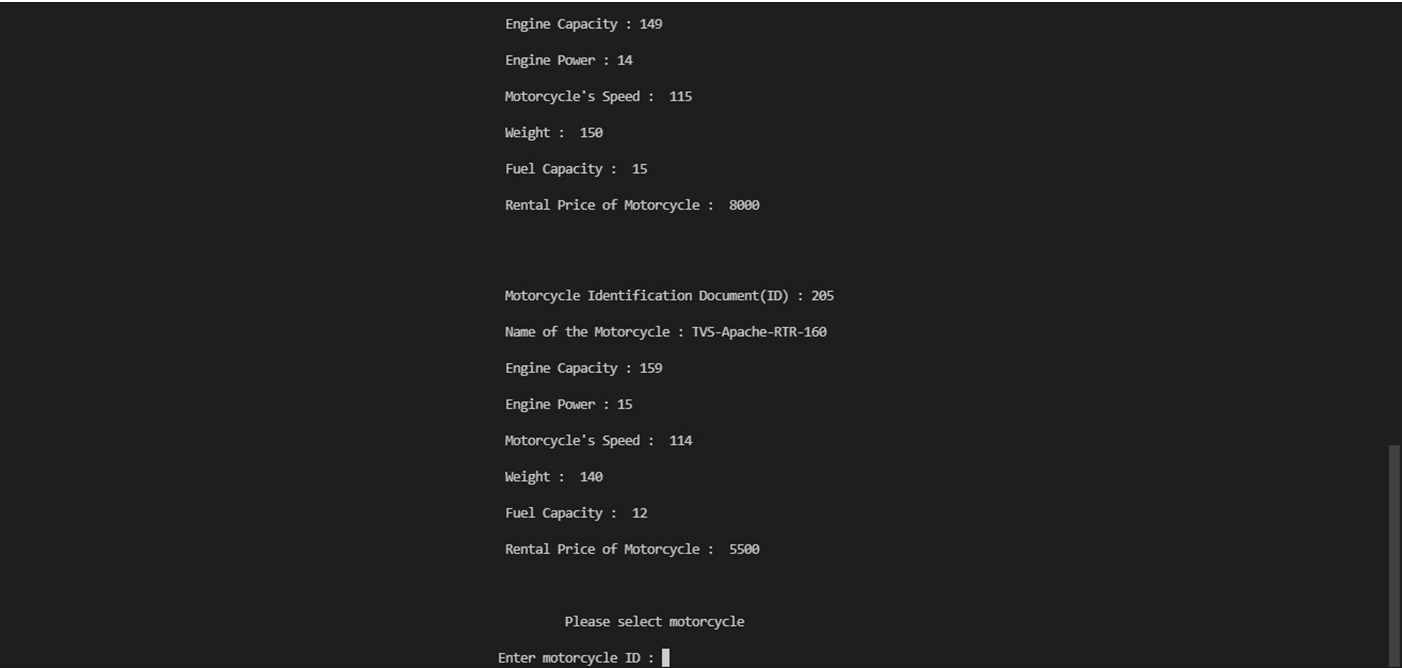 Engine Capacity : 149
Engine Power : 14
Motorcycle's Speed :  115
Weight :  150
Fuel Capacity :  15
Rental Price of Motorcycle :  8000
Motorcycle Identification Document(ID) : 205
Name of the Motorcycle : TVS-Apache-RTR-160
Engine Capacity : 159
Engine Power : 15
Motorcycle's Speed :  114
Weight :  140
Fuel Capacity :  12
Rental Price of Motorcycle :  5500
Please select motorcycle
Enter motorcycle ID :